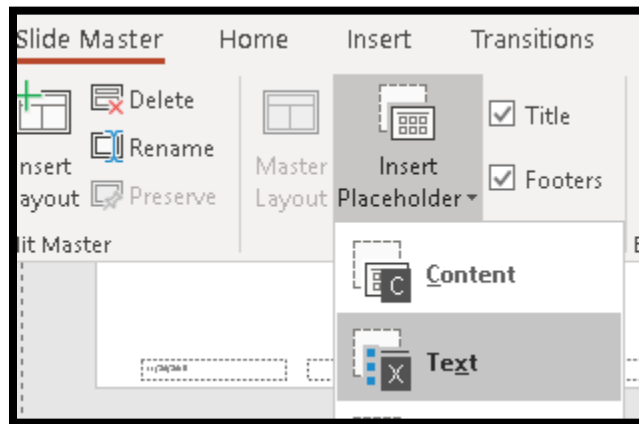 Slide Master Home Insert Transitions
Delete
Title
Rename
nsert
Master
Insert
ayout
Preserve
Layout
Placeholder
Footers
lit Master
E
C
Content
X
Text